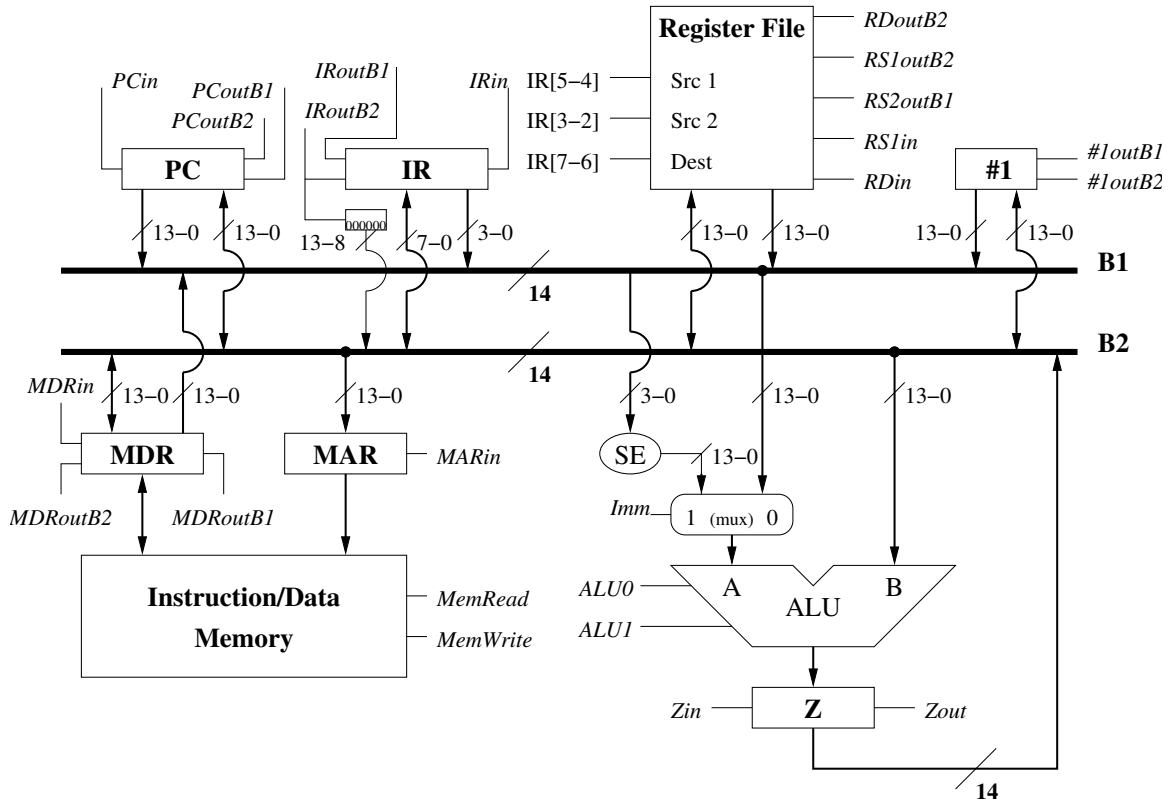 Register File
RDoutB2
RS1outB2
RS2outB1
RS1in
RDin
IR[5−4]
Src 1
IR[3−2]
Src 2
IR[7−6]
Dest
PCin
PCoutB1
PCoutB2
PC
IRoutB1
IRoutB2
IRin
IR
000000
#1
#1outB1
#1outB2
13−0
13−0
13−8
7−0
3−0
13−0
13−0
13−0
13−0
B1
14
B2
14
MDRin
13−0
13−0
MDR
MDRoutB2
MDRoutB1
13−0
MAR
MARin
3−0
13−0
13−0
SE
13−0
Imm
1 (mux) 0
Instruction/Data
Memory
MemRead
MemWrite
ALU0
ALU1
A
B
ALU
Zin
Z
Zout
14